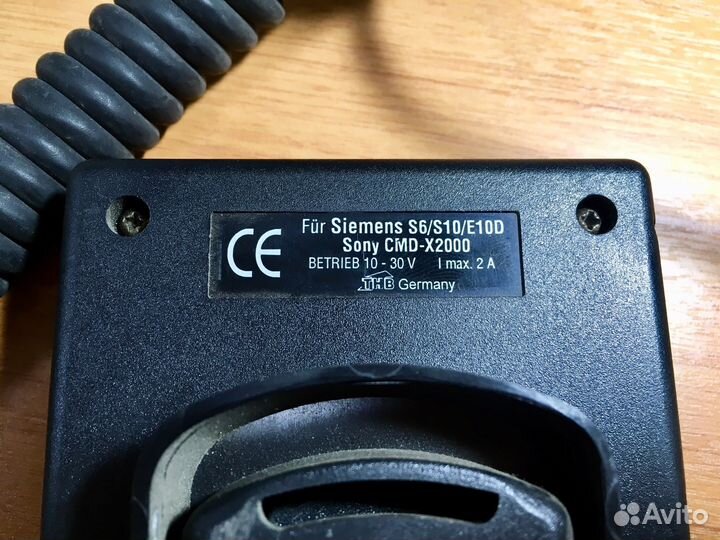 CE
Für Siemens S6/S10/E10D
Sony CMD-X2000
BETRIEB 10 - 30 V I max. 2 A
THB Germany
Avito